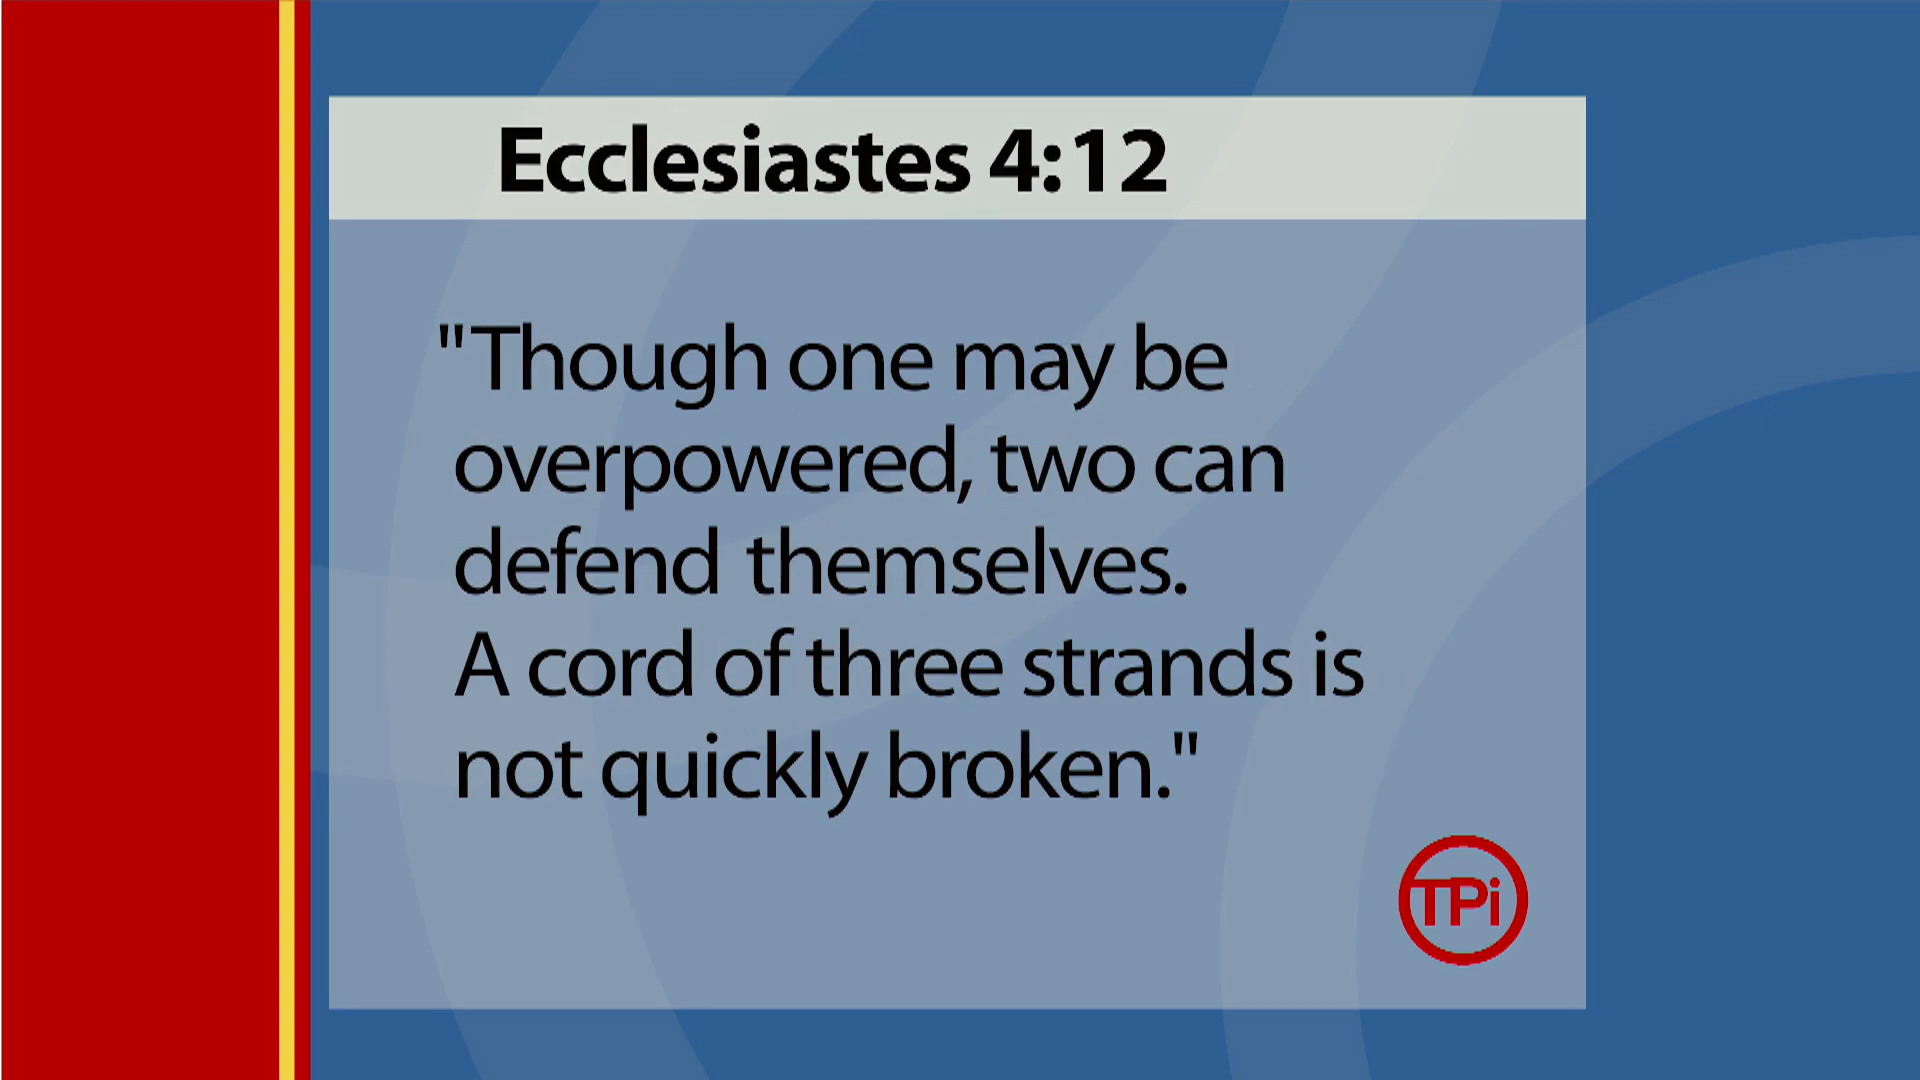 Ecclesiastes 4:12
"Though one may be
overpowered, two can
defend themselves.
A cord of three strands is
not quickly broken."
TPi